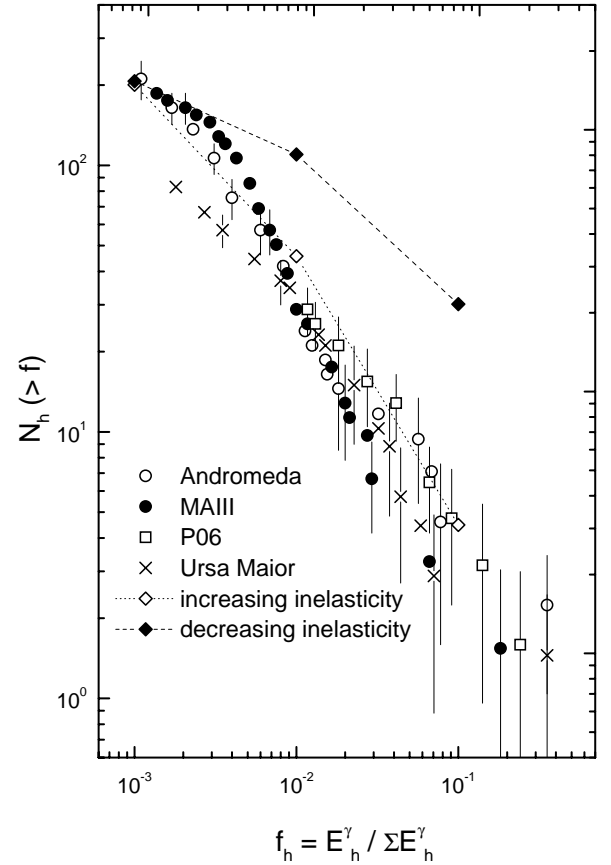 10²
10¹
10⁰
N_h (> f)
Andromeda
MAIII
P06
Ursa Maior
increasing inelasticity
decreasing inelasticity
10⁻³ 10⁻² 10⁻¹
f_h = E^γ_h / ΣE^γ_h